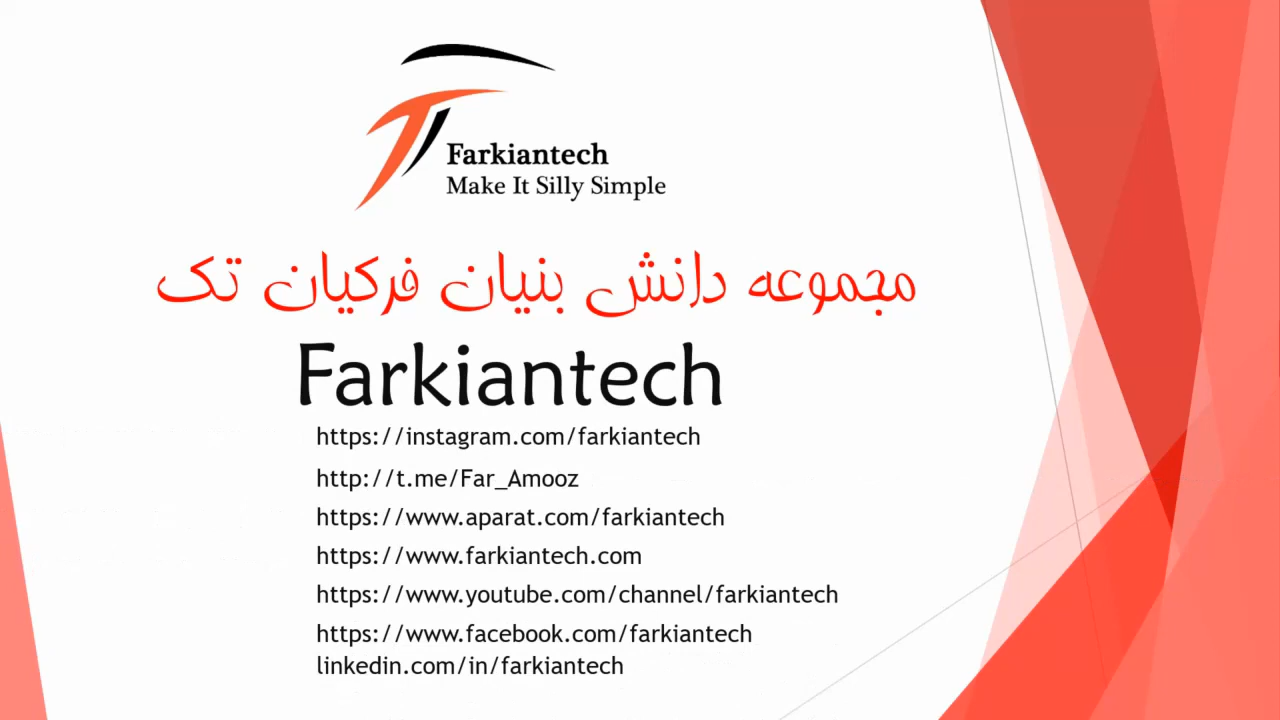 Farkiantech
Make It Silly Simple
مجموعه دانش بنیان فرکیان تک
Farkiantech
https://instagram.com/farkiantech
http://t.me/Far_Amooz
https://www.aparat.com/farkiantech
https://www.farkiantech.com
https://www.youtube.com/channel/farkiantech
https://www.facebook.com/farkiantech
linkedin.com/in/farkiantech